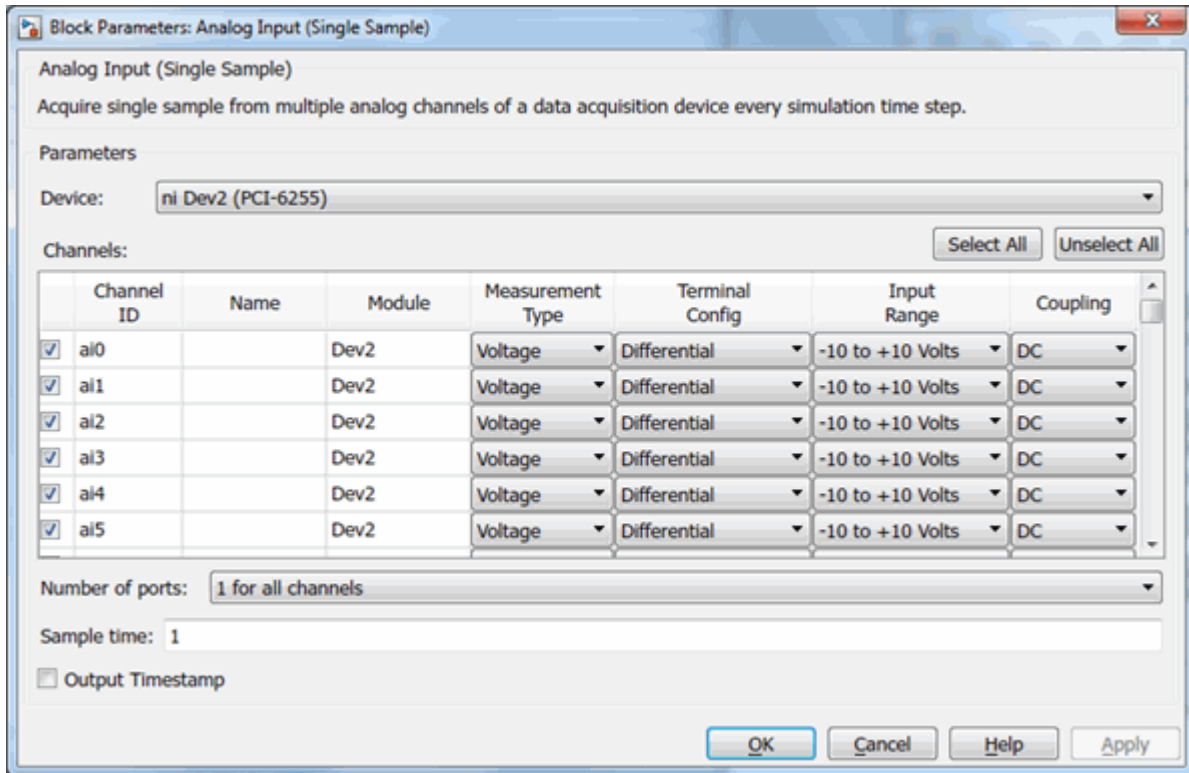 Block Parameters: Analog Input (Single Sample)
Analog Input (Single Sample)
Acquire single sample from multiple analog channels of a data acquisition device every simulation time step.
Parameters
Device: ni Dev2 (PCI-6255)
Channels: Select All Unselect All
Channel ID Name Module Measurement Type Terminal Config Input Range Coupling
ai0 Dev2 Voltage Differential -10 to +10 Volts DC
ai1 Dev2 Voltage Differential -10 to +10 Volts DC
ai2 Dev2 Voltage Differential -10 to +10 Volts DC
ai3 Dev2 Voltage Differential -10 to +10 Volts DC
ai4 Dev2 Voltage Differential -10 to +10 Volts DC
ai5 Dev2 Voltage Differential -10 to +10 Volts DC
Number of ports: 1 for all channels
Sample time: 1
Output Timestamp
OK Cancel Help Apply